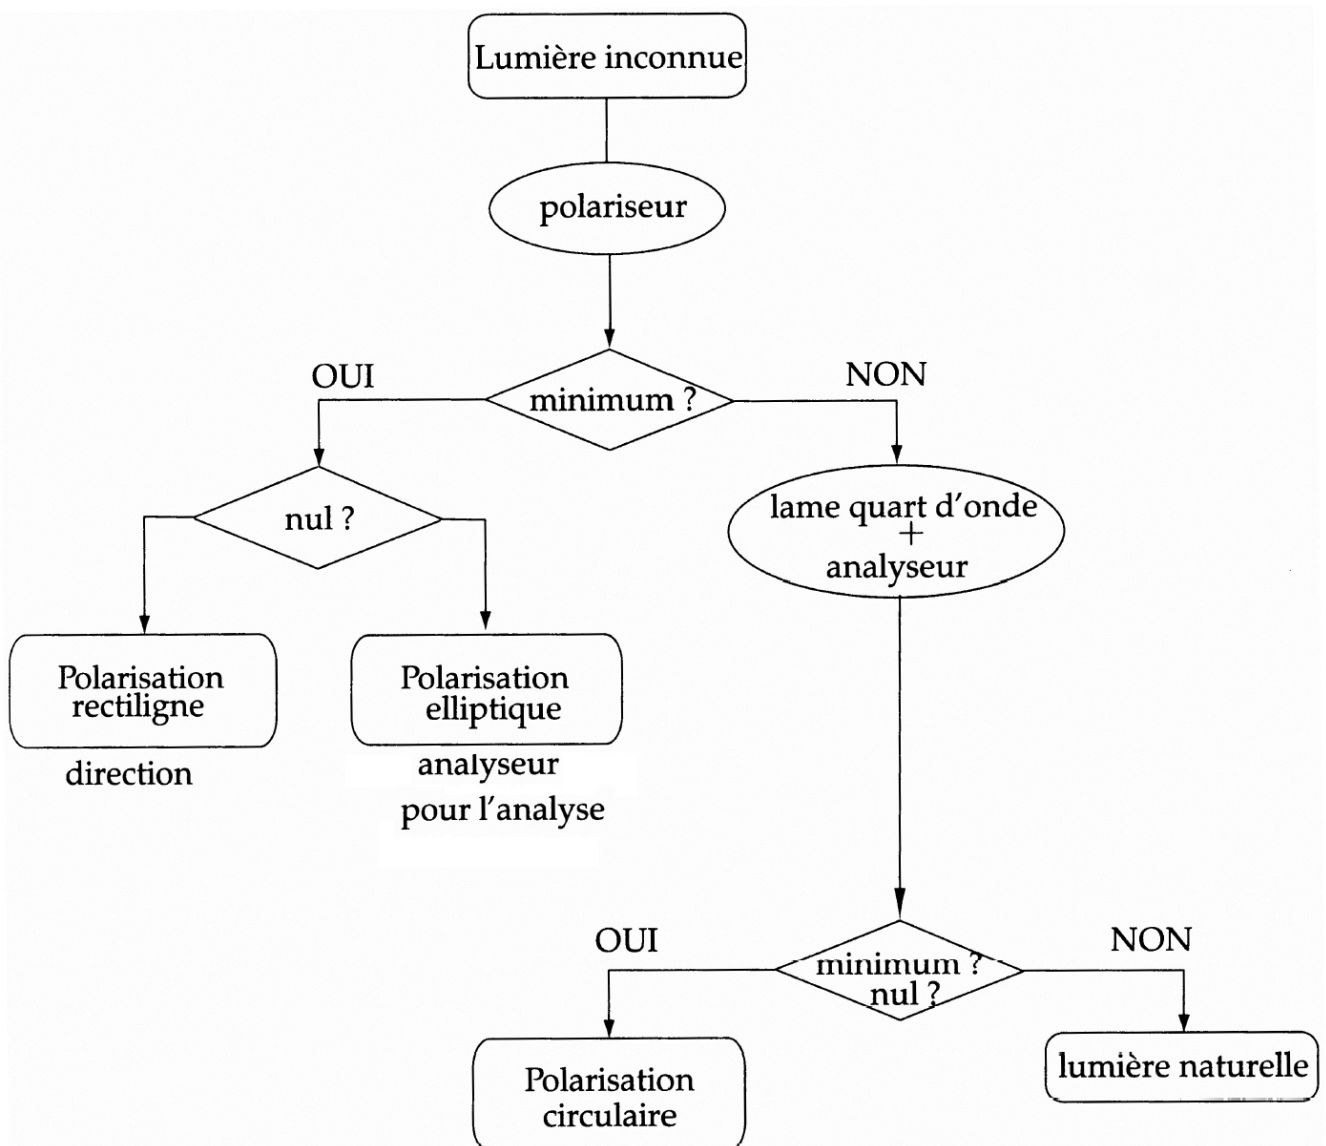 Lumière inconnue
polariseur
OUI
NON
minimum ?
nul ?
lame quart d'onde
+
analyseur
Polarisation
rectiligne
direction
Polarisation
elliptique
analyseur
pour l'analyse
OUI
NON
minimum ?
nul ?
Polarisation
circulaire
lumière naturelle